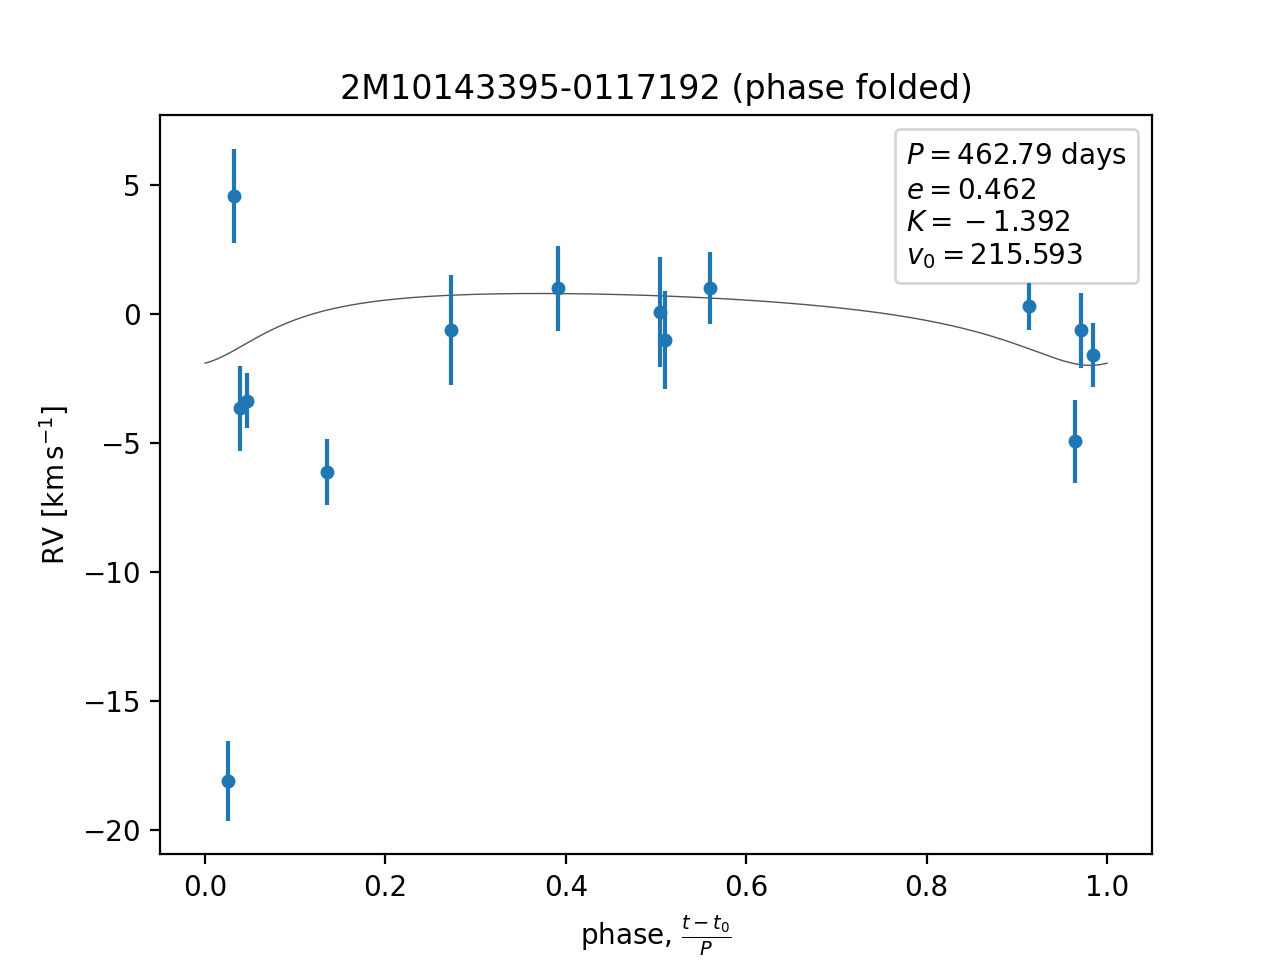 2M10143395-0117192 (phase folded)
P = 462.79 days
e = 0.462
K = −1.392
v₀ = 215.593
RV [km s⁻¹]
5
0
−5
−10
−15
−20
0.0 0.2 0.4 0.6 0.8 1.0
phase, (t − t₀)/P